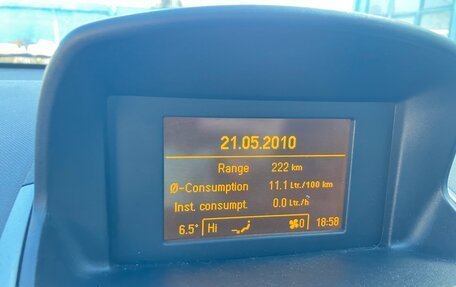 21.05.2010
Range 222 km
Ø-Consumption 11.1 Ltr./100 km
Inst. consumpt. 0.0 Ltr./h
6.5° Hi 0 18:58